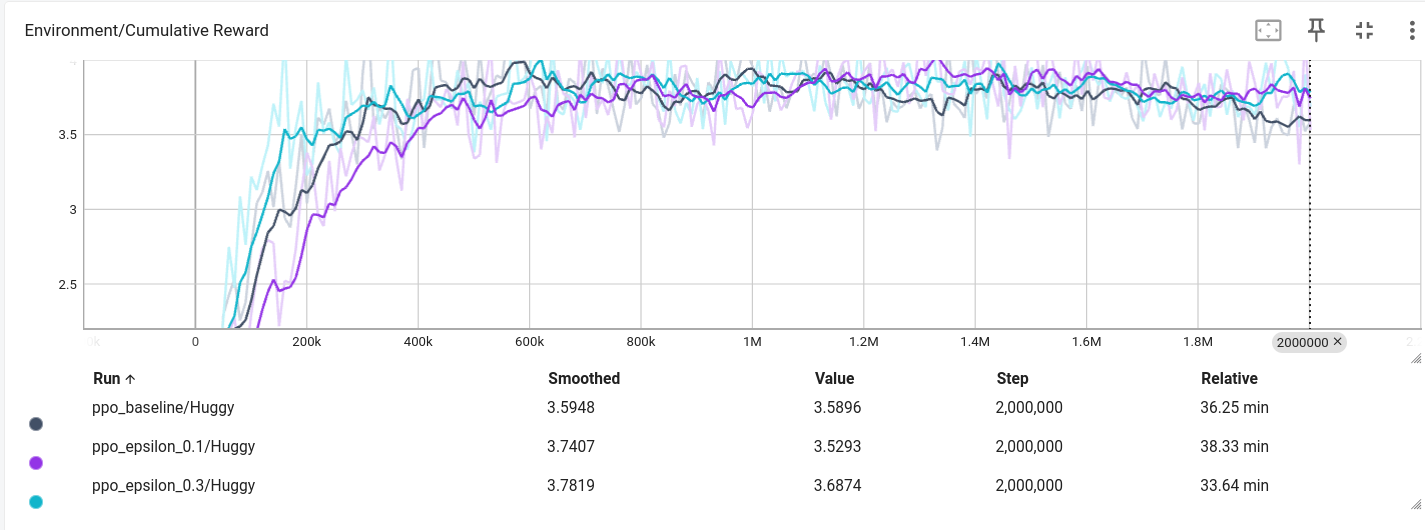 Environment/Cumulative Reward
3.5
3
2.5
0k 0 200k 400k 600k 800k 1M 1.2M 1.4M 1.6M 1.8M 2000000 ✕ 2.
Run ↑ Smoothed Value Step Relative
ppo_baseline/Huggy 3.5948 3.5896 2,000,000 36.25 min
ppo_epsilon_0.1/Huggy 3.7407 3.5293 2,000,000 38.33 min
ppo_epsilon_0.3/Huggy 3.7819 3.6874 2,000,000 33.64 min